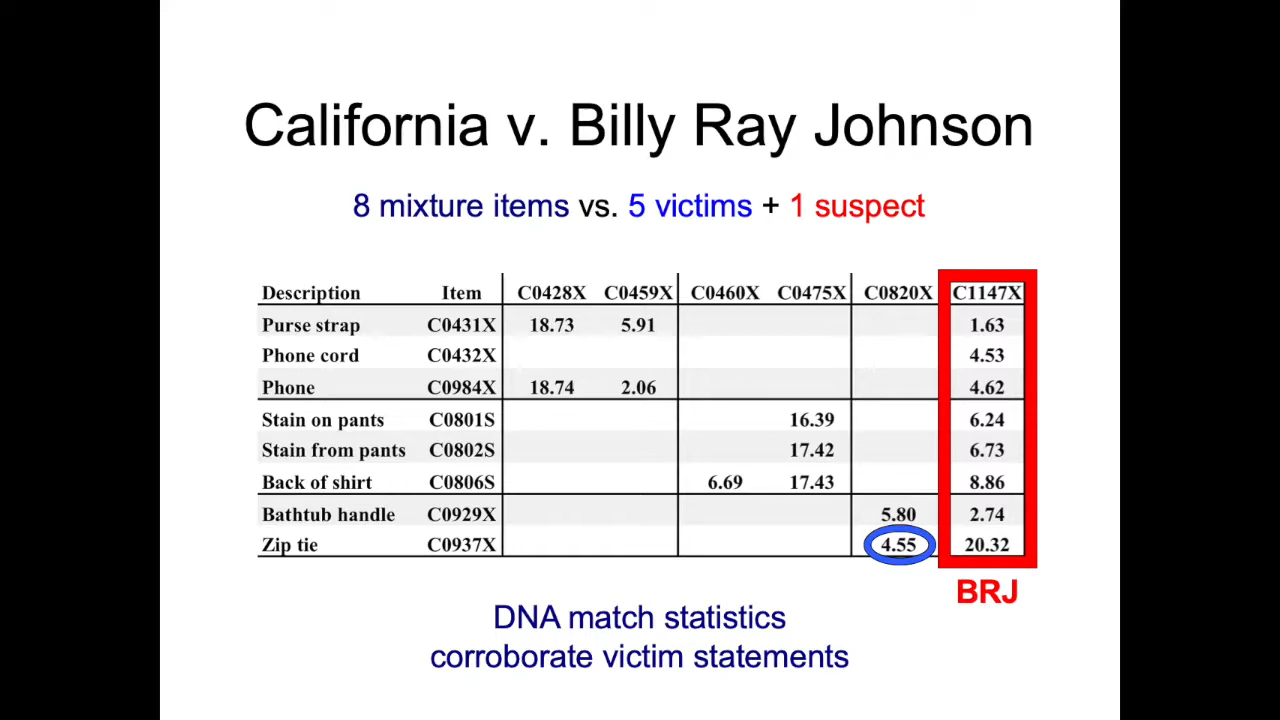 California v. Billy Ray Johnson
8 mixture items vs. 5 victims + 1 suspect
Description Item C0428X C0459X C0460X C0475X C0820X C1147X
Purse strap C0431X 18.73 5.91 1.63
Phone cord C0432X 4.53
Phone C0984X 18.74 2.06 4.62
Stain on pants C0801S 16.39 6.24
Stain from pants C0802S 17.42 6.73
Back of shirt C0806S 6.69 17.43 8.86
Bathtub handle C0929X 5.80 2.74
Zip tie C0937X 4.55 20.32
BRJ
DNA match statistics
corroborate victim statements